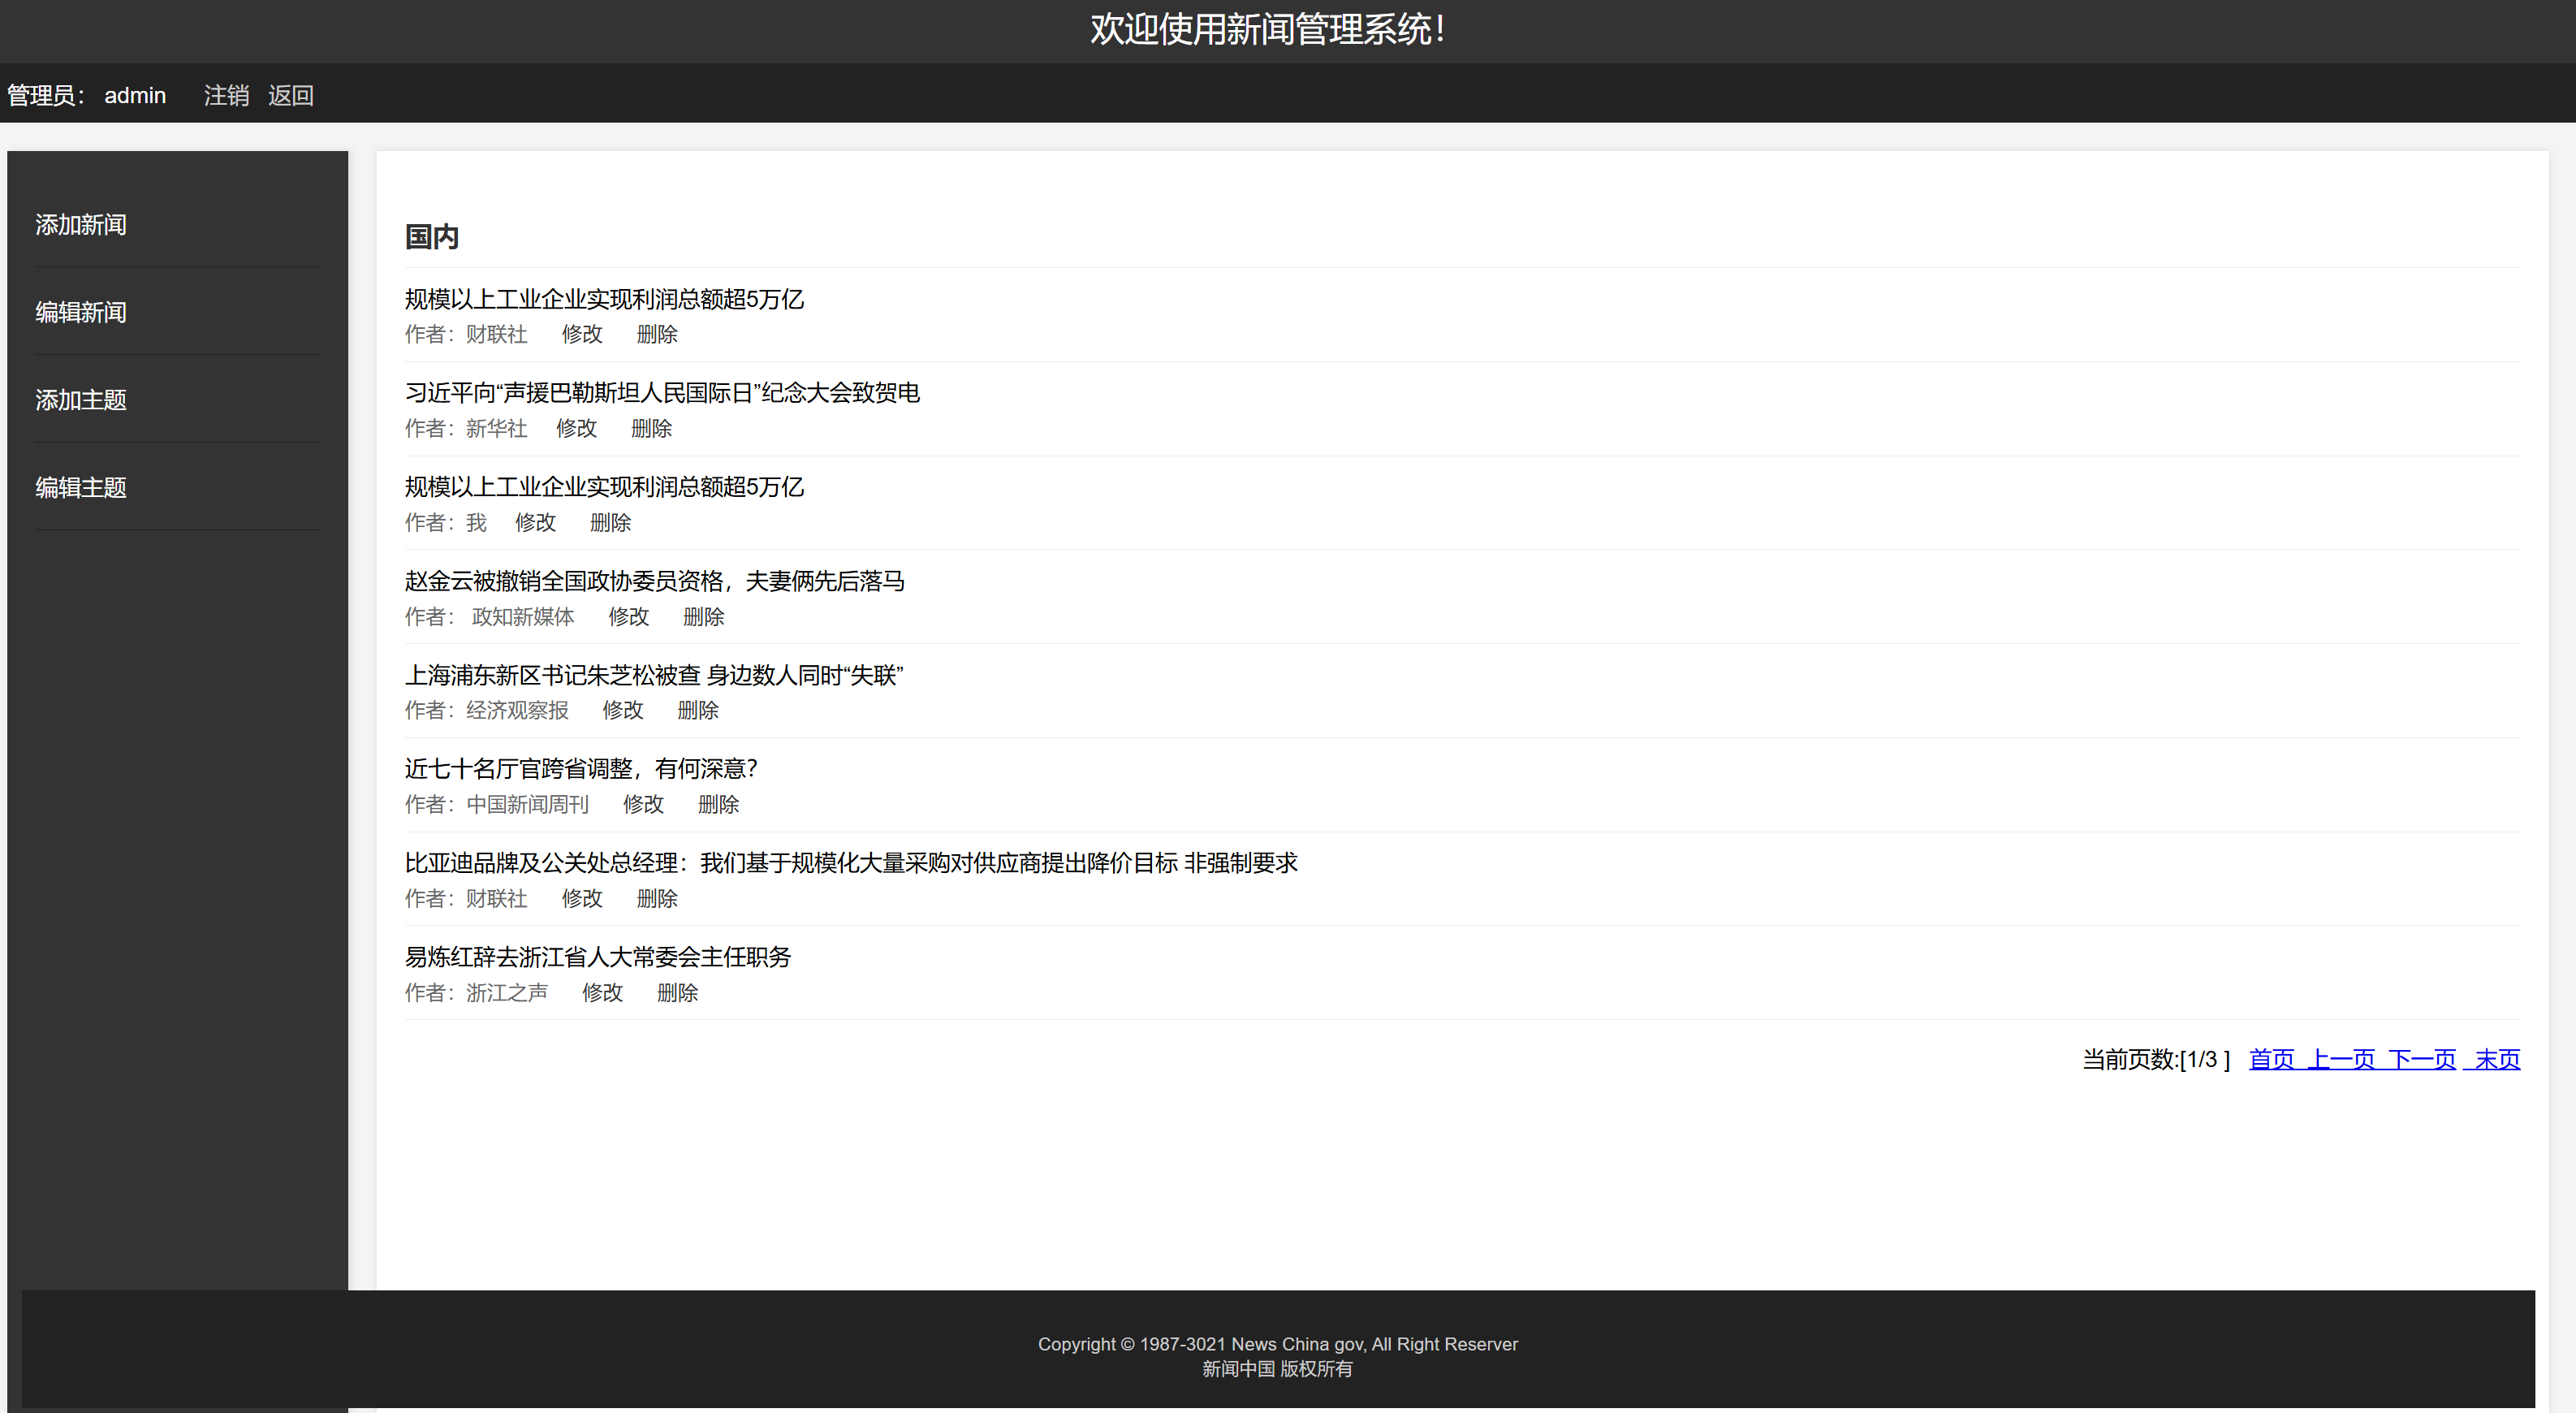 欢迎使用新闻管理系统!
管理员： admin 注销 返回
添加新闻
编辑新闻
添加主题
编辑主题
国内
规模以上工业企业实现利润总额超5万亿
作者：财联社 修改 删除
习近平向“声援巴勒斯坦人民国际日”纪念大会致贺电
作者：新华社 修改 删除
规模以上工业企业实现利润总额超5万亿
作者：我 修改 删除
赵金云被撤销全国政协委员资格，夫妻俩先后落马
作者： 政知新媒体 修改 删除
上海浦东新区书记朱芝松被查 身边数人同时“失联”
作者：经济观察报 修改 删除
近七十名厅官跨省调整，有何深意？
作者：中国新闻周刊 修改 删除
比亚迪品牌及公关处总经理：我们基于规模化大量采购对供应商提出降价目标 非强制要求
作者：财联社 修改 删除
易炼红辞去浙江省人大常委会主任职务
作者：浙江之声 修改 删除
当前页数:[1/3 ] 首页 上一页 下一页 末页
Copyright © 1987-3021 News China gov, All Right Reserver
新闻中国 版权所有